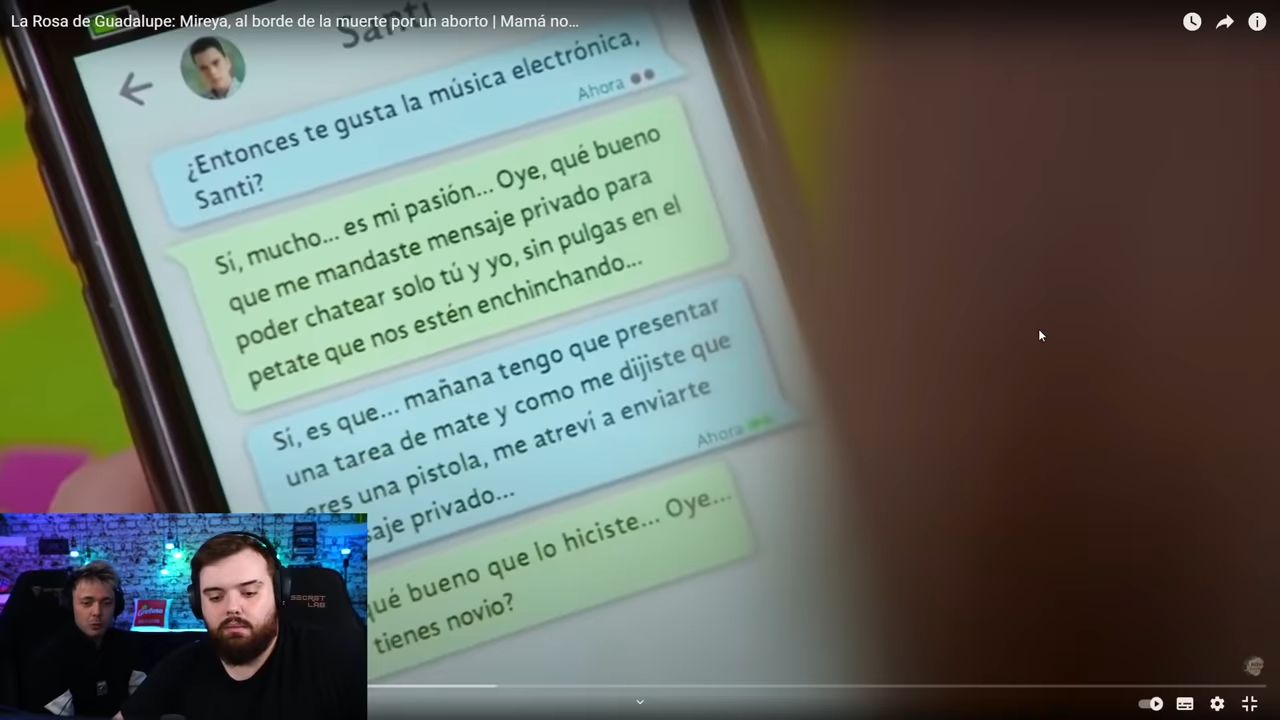 La Rosa de Guadalupe: Mireya, al borde de la muerte por un aborto | Mamá no...
Santi
¿Entonces te gusta la música electrónica,
Santi?
Ahora
Sí, mucho... es mi pasión... Oye, qué bueno
que me mandaste mensaje privado para
poder chatear solo tú y yo, sin pulgas en el
petate que nos estén enchinchando...
Sí, es que... mañana tengo que presentar
una tarea de mate y como me dijiste que
eres una pistola, me atreví a enviarte
saje privado...
Ahora
qué bueno que lo hiciste... Oye...
tienes novio?
SECRET
LAB